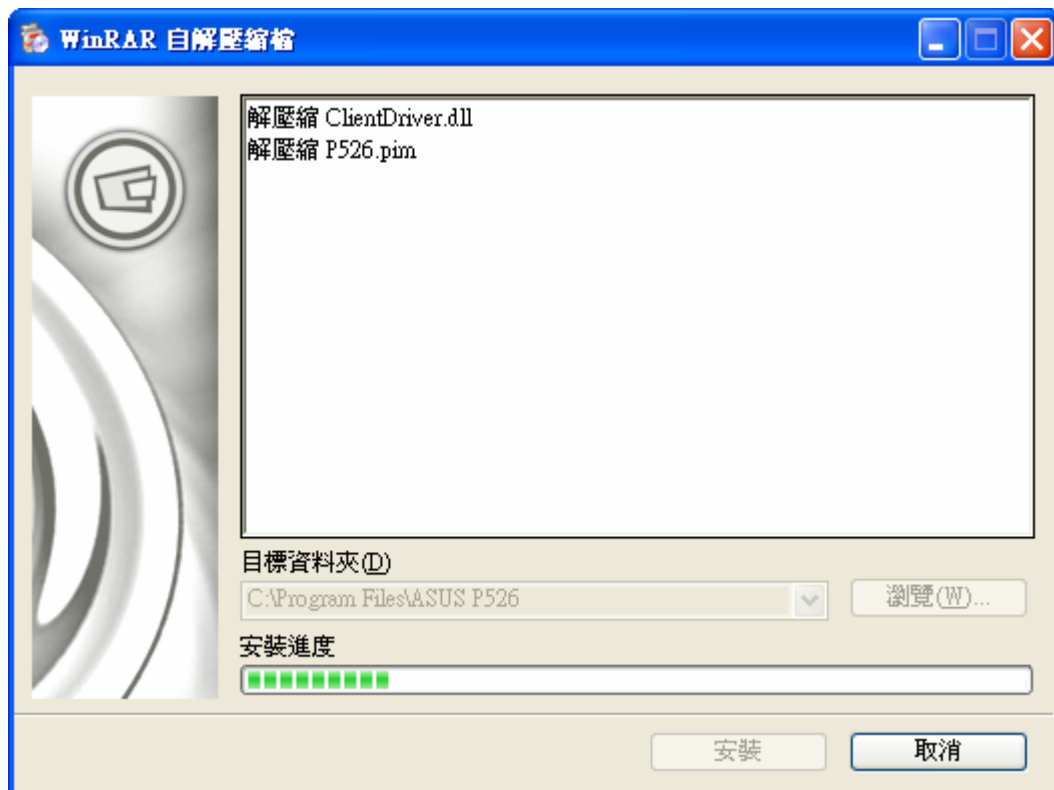 WinRAR 自解壓縮檔
解壓縮 ClientDriver.dll
解壓縮 P526.pim
目標資料夾(D)
C:\Program Files\ASUS P526
瀏覽(W)...
安裝進度
安裝
取消